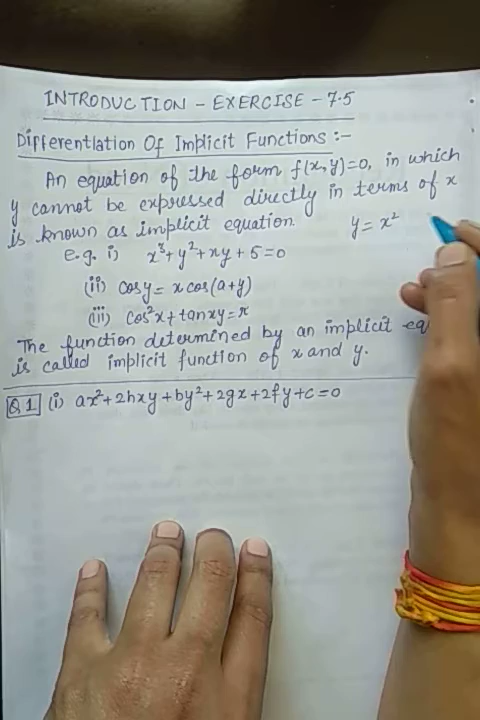 INTRODUCTION - EXERCISE - 7.5
Differentiation Of Implicit Functions :-
An equation of the form f(x,y)=0, in which
y cannot be expressed directly in terms of x
is known as implicit equation. y = x²
e.g. i) x³+y²+xy+5=0
(ii) cosy = x cos(a+y)
(iii) cos²x+tanxy=π
The function determined by an implicit eq
is called implicit function of x and y.
Q1 (i) ax²+2hxy+by²+2gx+2fy+c=0